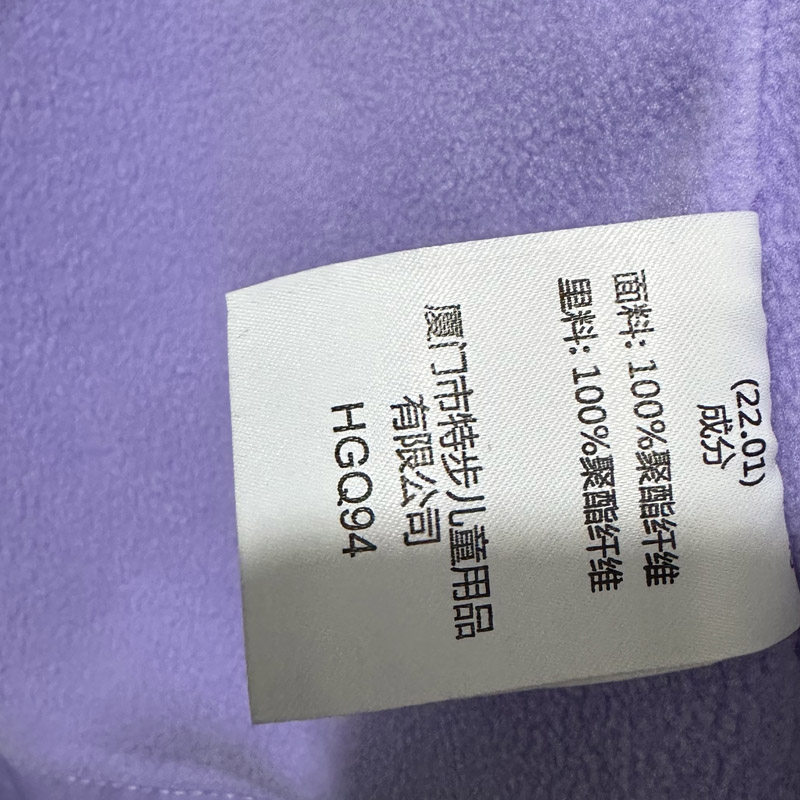 (22.01)
成分
面料: 100%聚酯纤维
里料: 100%聚酯纤维
厦门市特步儿童用品
有限公司
HGQ94